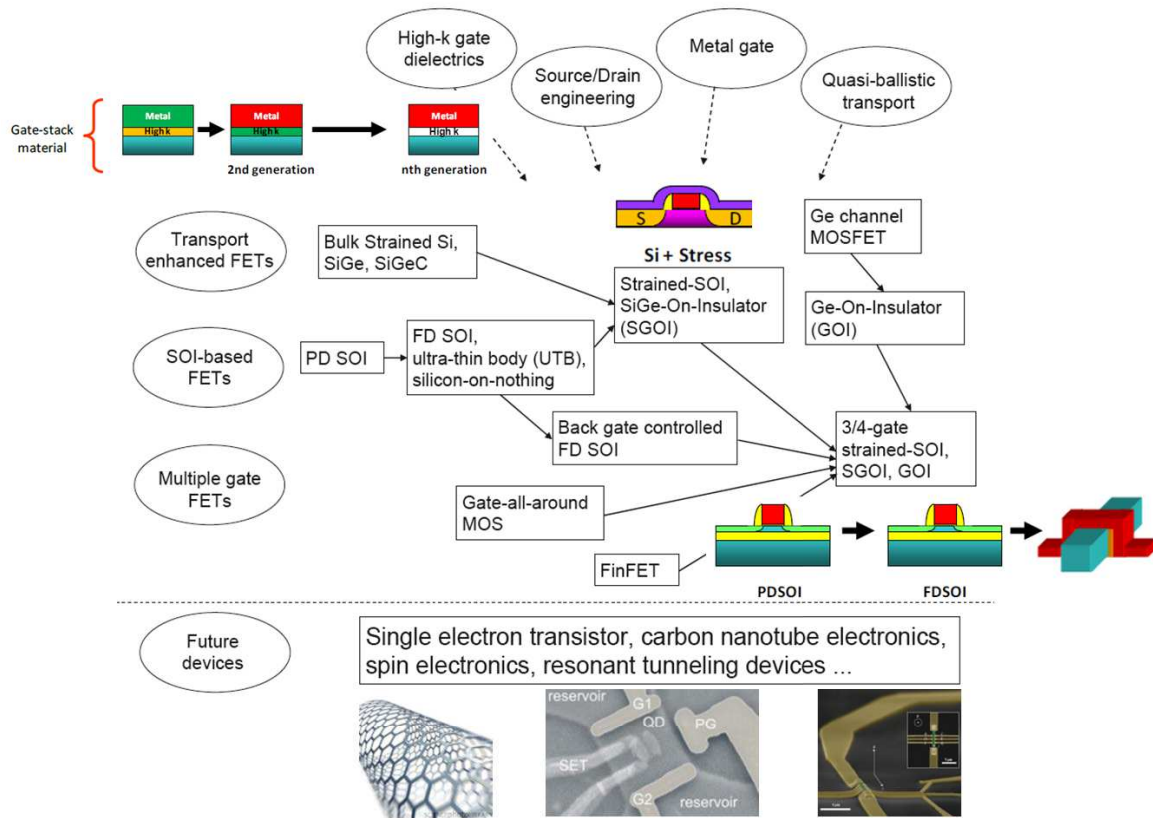 High-k gate
dielectrics
Source/Drain
engineering
Metal gate
Quasi-ballistic
transport
Gate-stack
material
Metal
High k
Metal
High k
2nd generation
Metal
High k
nth generation
S
D
Si + Stress
Transport
enhanced FETs
Bulk Strained Si,
SiGe, SiGeC
Strained-SOI,
SiGe-On-Insulator
(SGOI)
Ge channel
MOSFET
Ge-On-Insulator
(GOI)
SOI-based
FETs
PD SOI
FD SOI,
ultra-thin body (UTB),
silicon-on-nothing
Back gate controlled
FD SOI
3/4-gate
strained-SOI,
SGOI, GOI
Multiple gate
FETs
Gate-all-around
MOS
FinFET
PDSOI
FDSOI
Future
devices
Single electron transistor, carbon nanotube electronics,
spin electronics, resonant tunneling devices ...
reservoir
G1
QD
PG
SET
G2
reservoir